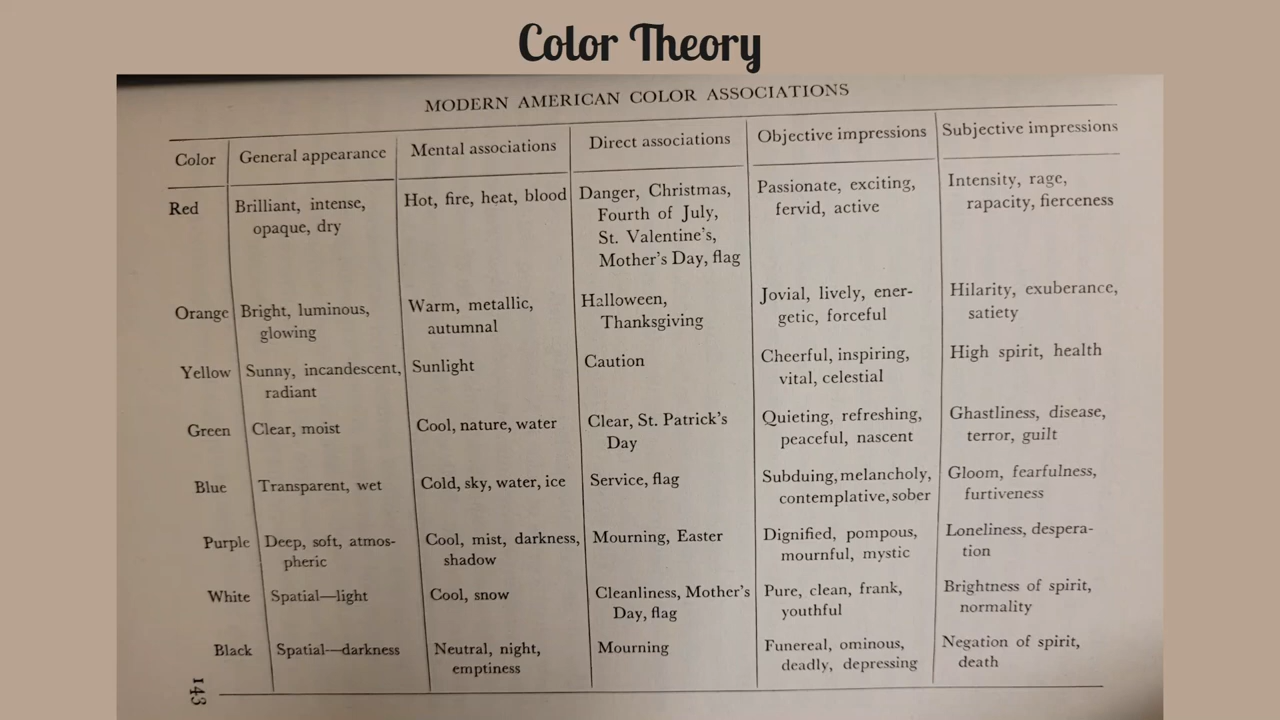 Color Theory
MODERN AMERICAN COLOR ASSOCIATIONS
Color General appearance Mental associations Direct associations Objective impressions Subjective impressions
Red Brilliant, intense, Hot, fire, heat, blood Danger, Christmas, Passionate, exciting, Intensity, rage,
opaque, dry Fourth of July, fervid, active rapacity, fierceness
St. Valentine's,
Mother's Day, flag
Orange Bright, luminous, Warm, metallic, Halloween, Jovial, lively, ener- Hilarity, exuberance,
glowing autumnal Thanksgiving getic, forceful satiety
Yellow Sunny, incandescent, Sunlight Caution Cheerful, inspiring, High spirit, health
radiant vital, celestial
Green Clear, moist Cool, nature, water Clear, St. Patrick's Quieting, refreshing, Ghastliness, disease,
Day peaceful, nascent terror, guilt
Blue Transparent, wet Cold, sky, water, ice Service, flag Subduing, melancholy, Gloom, fearfulness,
contemplative, sober furtiveness
Purple Deep, soft, atmos- Cool, mist, darkness, Mourning, Easter Dignified, pompous, Loneliness, despera-
pheric shadow mournful, mystic tion
White Spatial—light Cool, snow Cleanliness, Mother's Pure, clean, frank, Brightness of spirit,
Day, flag youthful normality
Black Spatial—darkness Neutral, night, Mourning Funereal, ominous, Negation of spirit,
emptiness deadly, depressing death
143